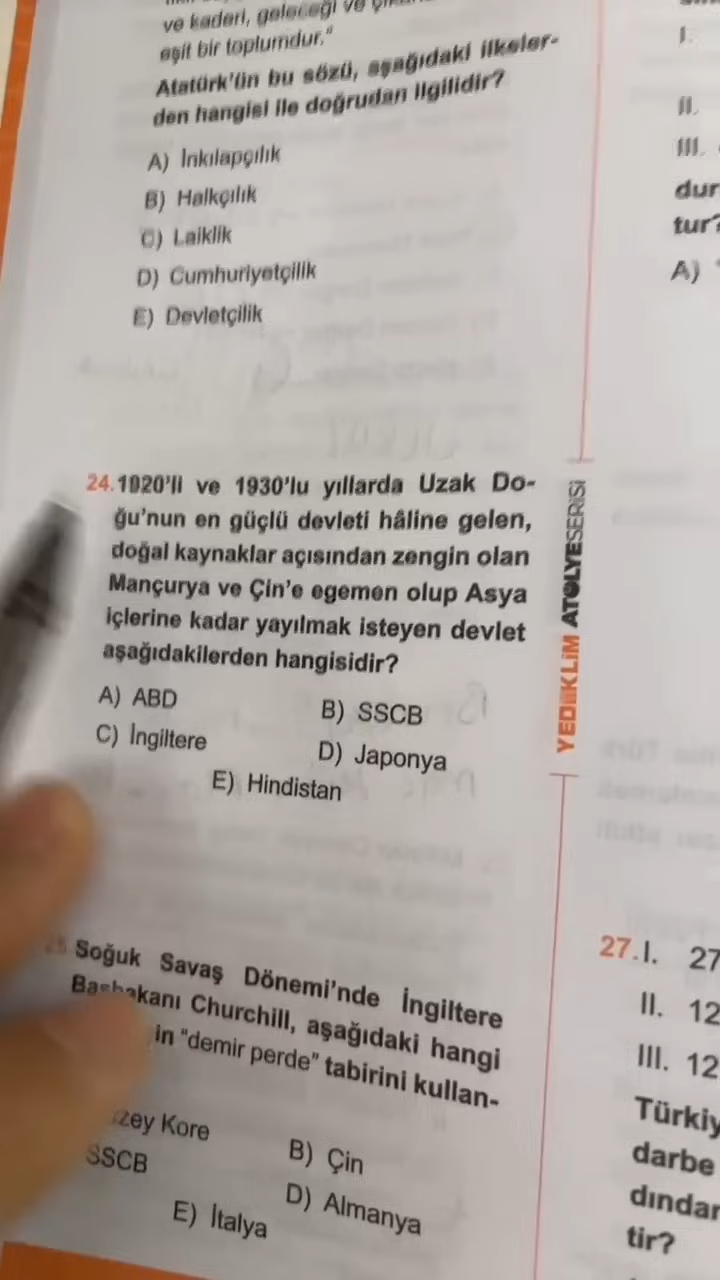 ve kaderi, geleceği ve
eşit bir toplumdur."
Atatürk'ün bu sözü, aşağıdaki ilkeler-
den hangisi ile doğrudan ilgilidir?
A) İnkılapçılık
B) Halkçılık
C) Laiklik
D) Cumhuriyetçilik
E) Devletçilik
24. 1920'li ve 1930'lu yıllarda Uzak Do-
ğu'nun en güçlü devleti hâline gelen,
doğal kaynaklar açısından zengin olan
Mançurya ve Çin'e egemen olup Asya
içlerine kadar yayılmak isteyen devlet
aşağıdakilerden hangisidir?
A) ABD
B) SSCB
C) İngiltere
D) Japonya
E) Hindistan
25 Soğuk Savaş Dönemi'nde İngiltere
Başbakanı Churchill, aşağıdaki hangi
in "demir perde" tabirini kullan-
zey Kore
B) Çin
SSCB
D) Almanya
E) İtalya
YEDİİKLİM ATÖLYESERİSİ
I.
II.
III.
dur
tur?
A)
27. I. 27
II. 12
III. 12
Türkiy
darbe
dındar
tir?